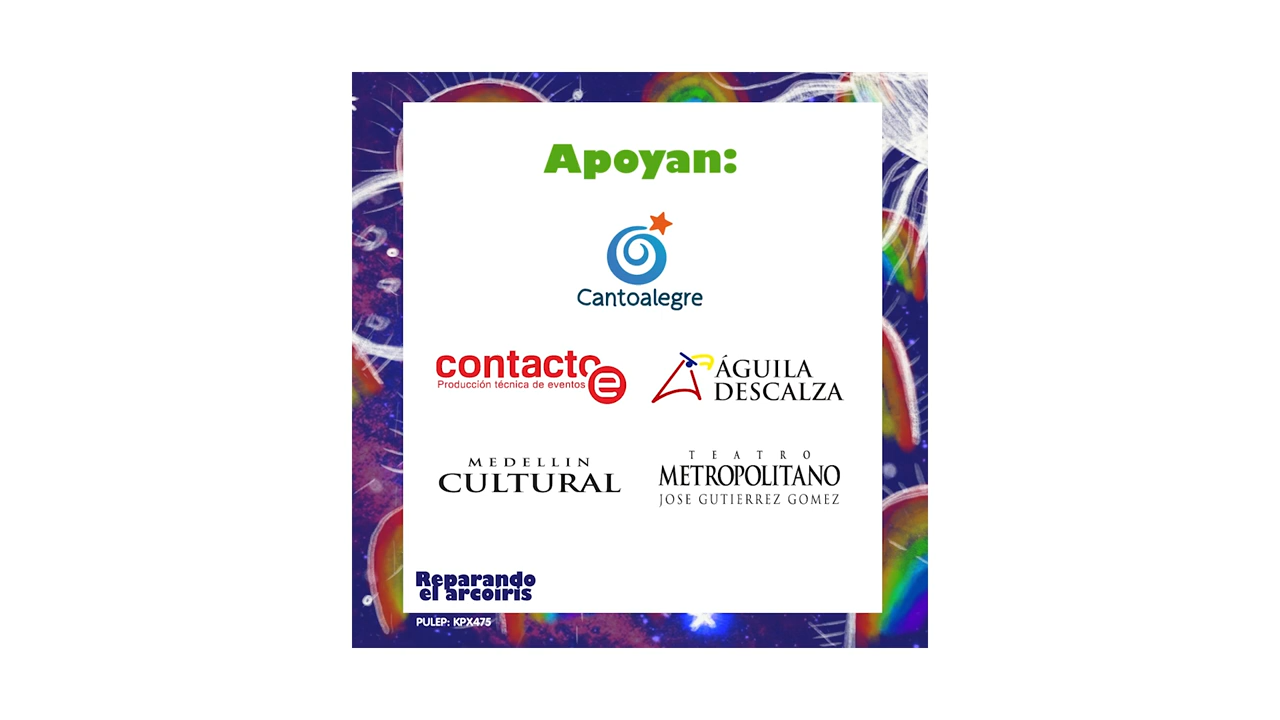 Apoyan:
Cantoalegre
contacto e
Producción técnica de eventos
ÁGUILA
DESCALZA
MEDELLIN
CULTURAL
TEATRO
METROPOLITANO
JOSE GUTIERREZ GOMEZ
Reparando
el arcoíris
PULEP: KPX475